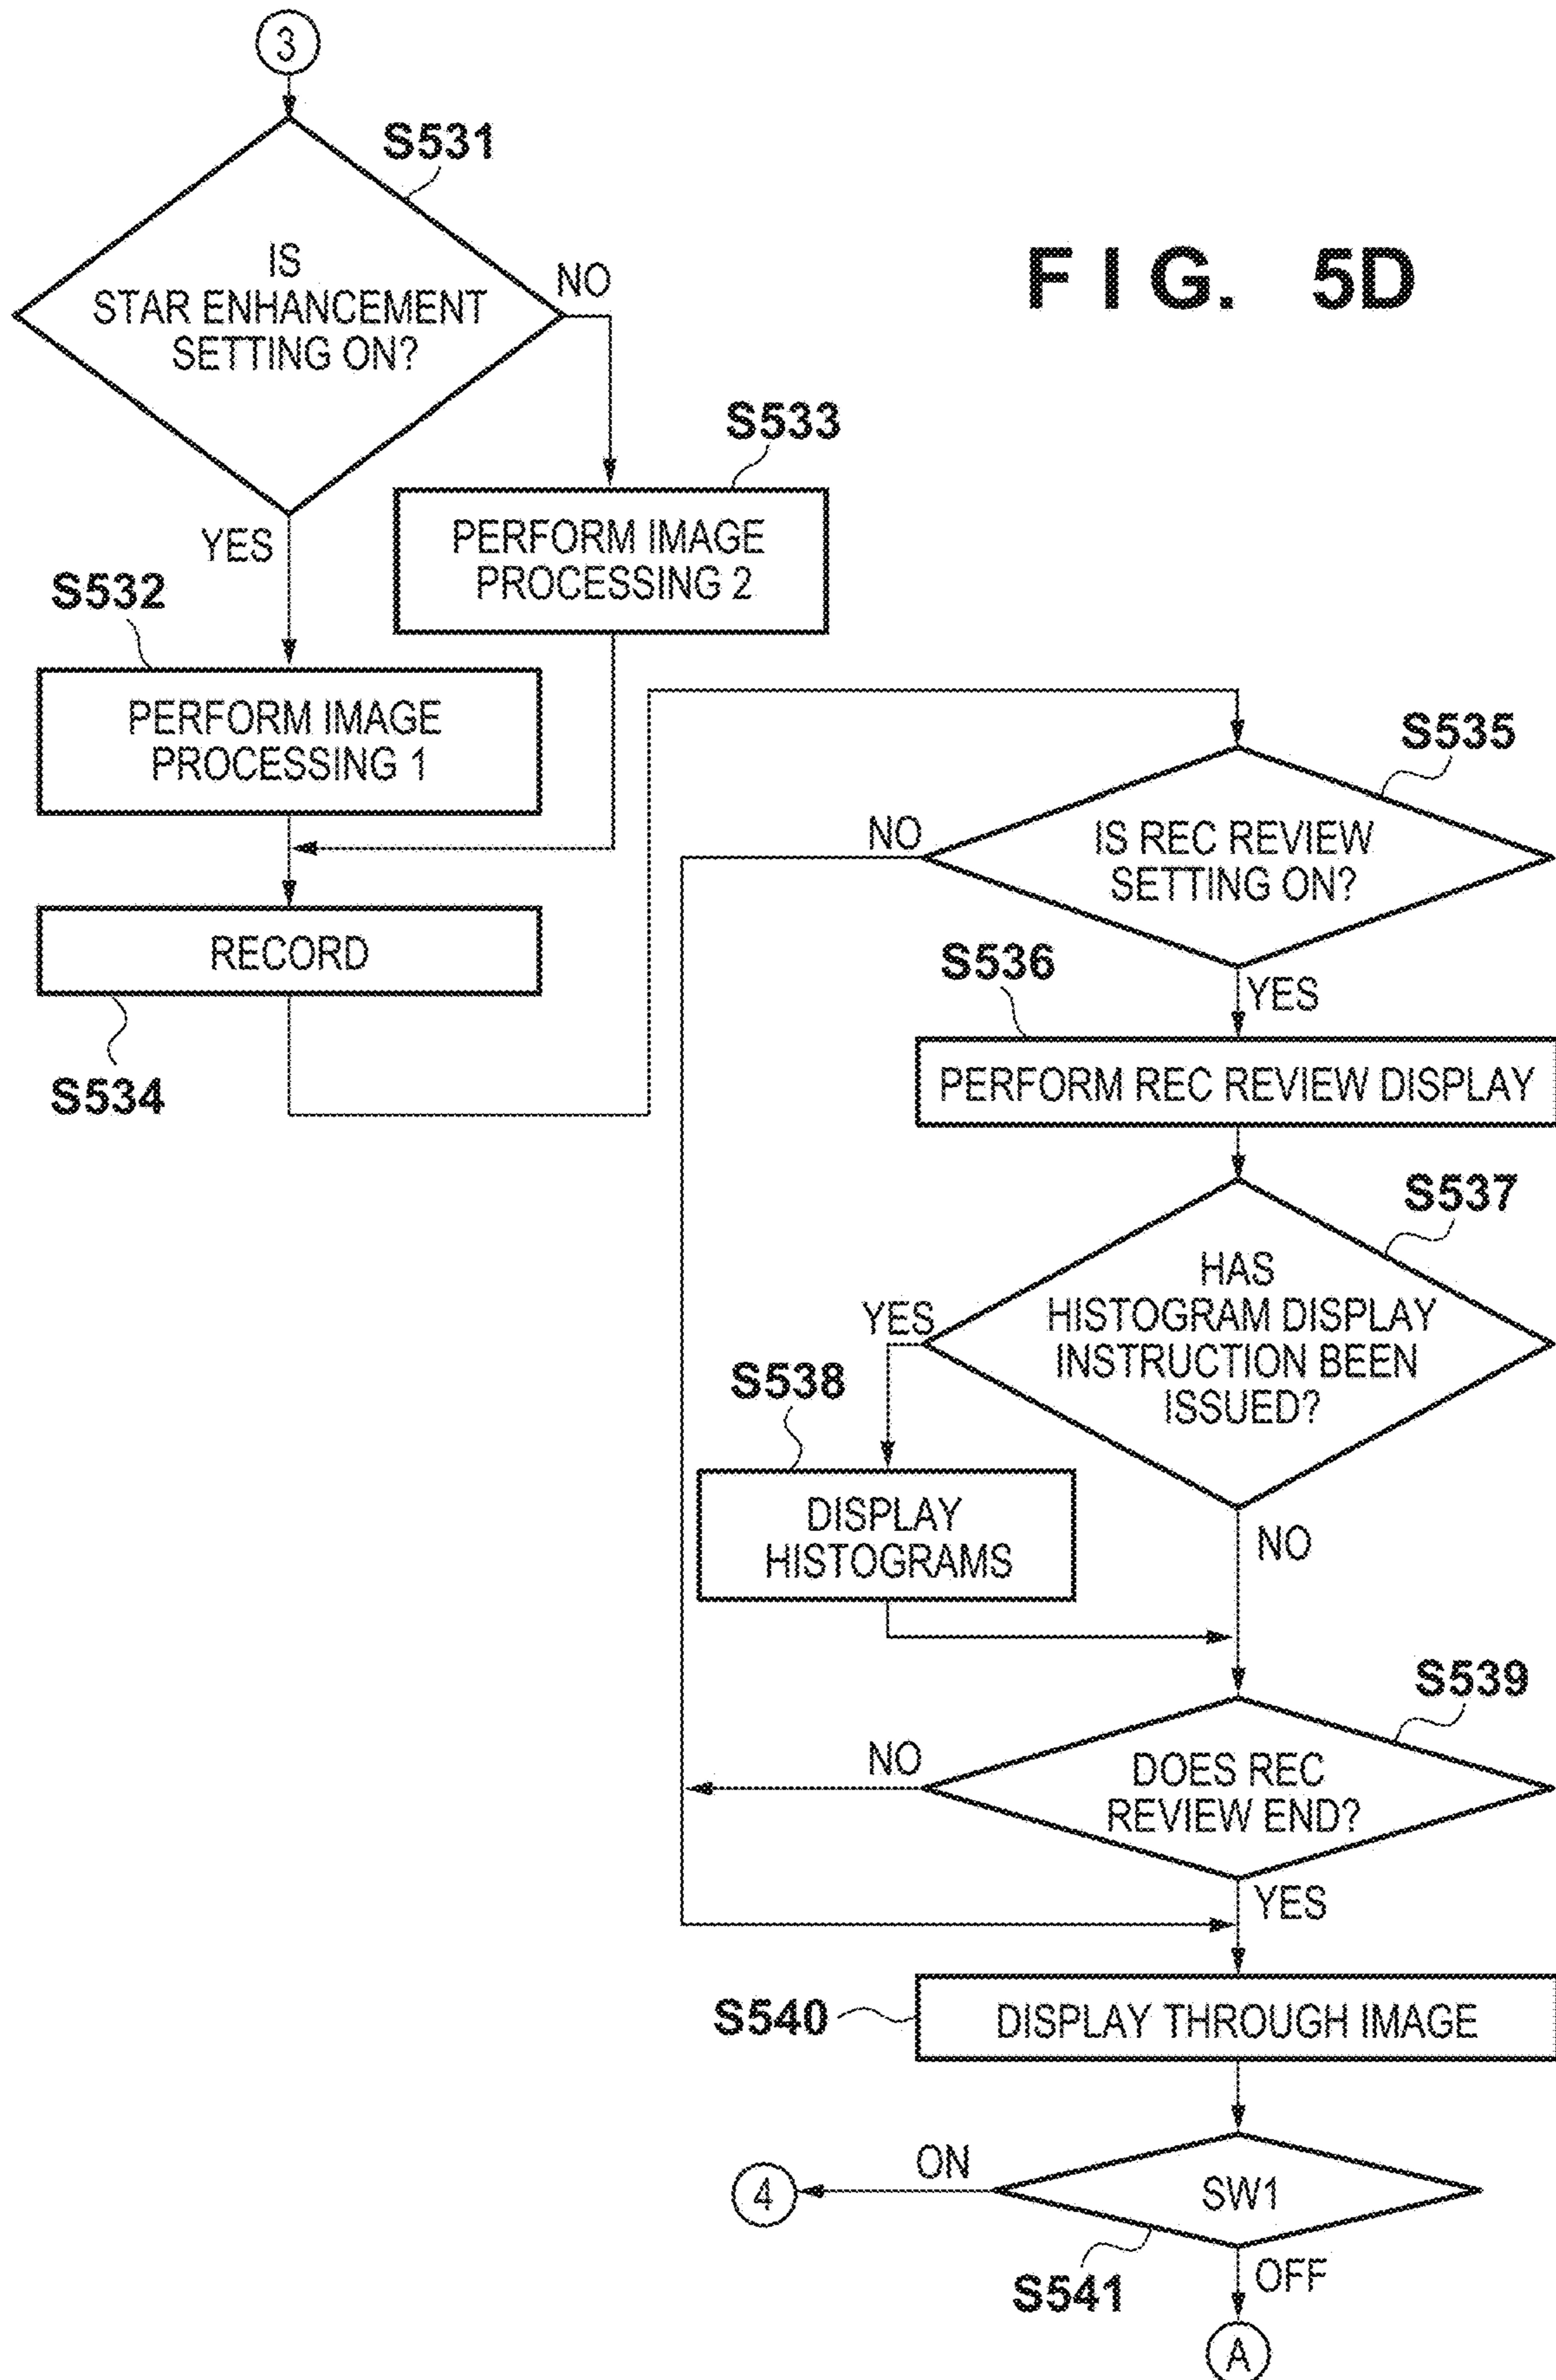 3
S531
IS
STAR ENHANCEMENT
SETTING ON?
NO
FIG. 5D
S533
YES
PERFORM IMAGE
PROCESSING 2
S532
PERFORM IMAGE
PROCESSING 1
S535
NO
IS REC REVIEW
SETTING ON?
RECORD
S534
S536
YES
PERFORM REC REVIEW DISPLAY
S537
YES
HAS
HISTOGRAM DISPLAY
INSTRUCTION BEEN
ISSUED?
S538
DISPLAY
HISTOGRAMS
NO
S539
NO
DOES REC
REVIEW END?
YES
S540
DISPLAY THROUGH IMAGE
ON
4
SW1
S541
OFF
A